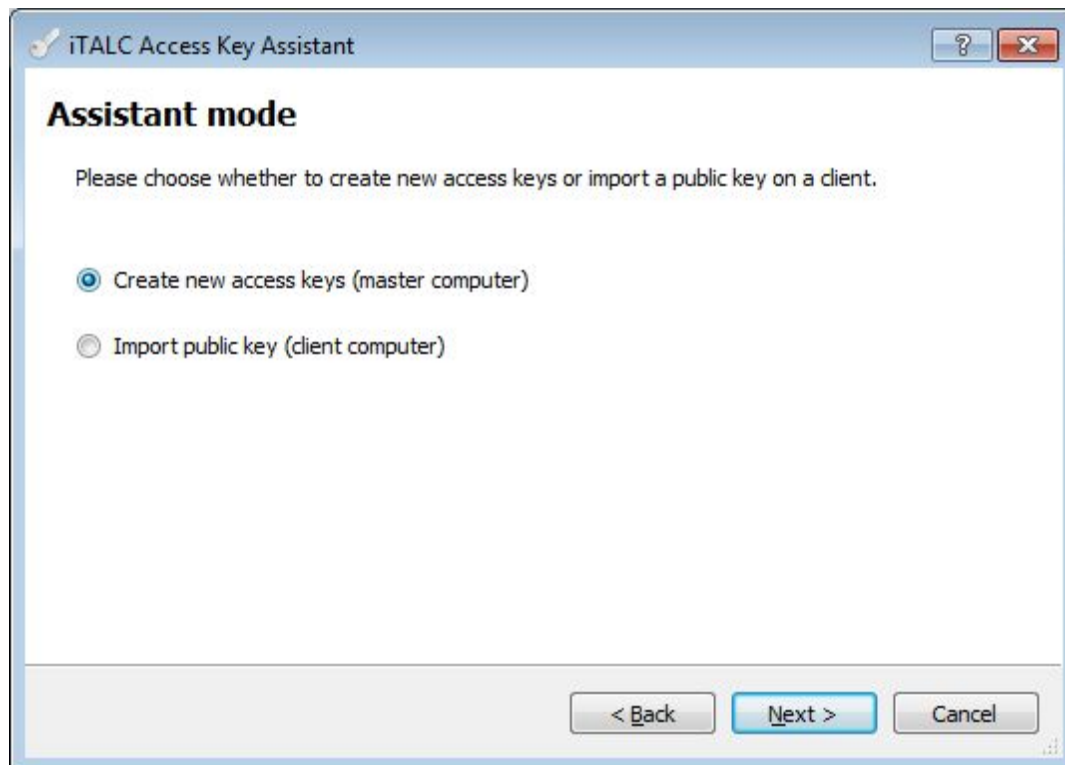 iTALC Access Key Assistant
Assistant mode
Please choose whether to create new access keys or import a public key on a client.
Create new access keys (master computer)
Import public key (client computer)
< Back Next > Cancel